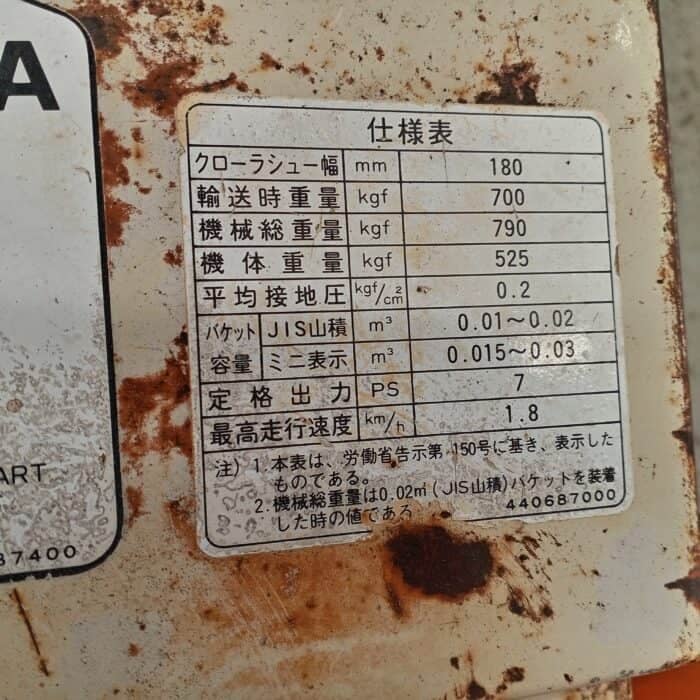 A
ART
87400
仕様表
クローラシュー幅 mm 180
輸送時重量 kgf 700
機械総重量 kgf 790
機体重量 kgf 525
平均接地圧 kgf/cm² 0.2
バケット容量 JIS山積 m³ 0.01～0.02
ミニ表示 m³ 0.015～0.03
定格出力 PS 7
最高走行速度 km/h 1.8
注) 1.本表は、労働省告示第150号に基き、表示した
ものである。
2.機械総重量は0.02m³(JIS山積)バケットを装着
した時の値である
440687000